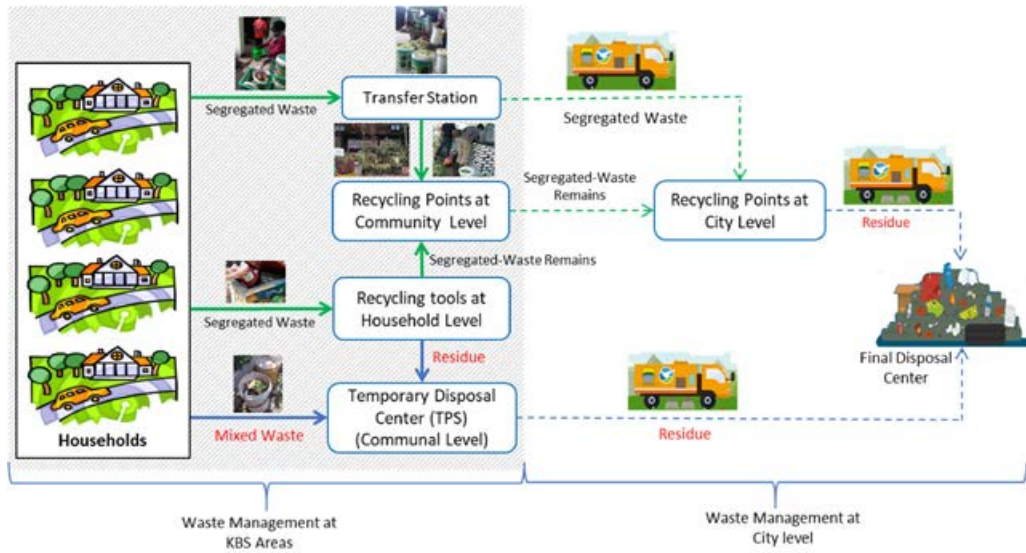 Segregated Waste
Transfer Station
Segregated Waste
Recycling Points at
Community Level
Segregated-Waste
Remains
Recycling Points at
City Level
Residue
Segregated-Waste Remains
Segregated Waste
Recycling tools at
Household Level
Residue
Final Disposal
Center
Mixed Waste
Temporary Disposal
Center (TPS)
(Communal Level)
Residue
Households
Waste Management at
KBS Areas
Waste Management at
City level